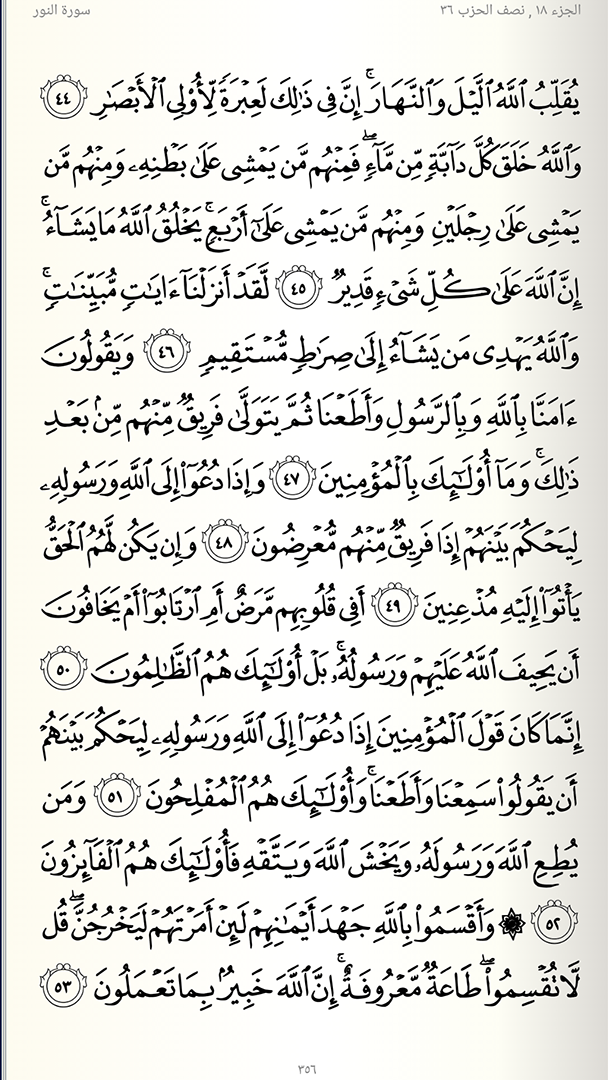 الجزء ١٨ , نصف الحزب ٣٦
سورة النور
يُقَلِّبُ ٱللَّهُ ٱلَّيۡلَ وَٱلنَّهَارَۚ إِنَّ فِي ذَٰلِكَ لَعِبۡرَةٗ لِّأُوْلِي ٱلۡأَبۡصَٰرِ ٤٤
وَٱللَّهُ خَلَقَ كُلَّ دَآبَّةٖ مِّن مَّآءٖۖ فَمِنۡهُم مَّن يَمۡشِي عَلَىٰ بَطۡنِهِۦ وَمِنۡهُم مَّن
يَمۡشِي عَلَىٰ رِجۡلَيۡنِ وَمِنۡهُم مَّن يَمۡشِي عَلَىٰٓ أَرۡبَعٖۚ يَخۡلُقُ ٱللَّهُ مَا يَشَآءُۚ
إِنَّ ٱللَّهَ عَلَىٰ كُلِّ شَيۡءٖ قَدِيرٞ ٤٥ لَّقَدۡ أَنزَلۡنَآ ءَايَٰتٖ مُّبَيِّنَٰتٖۚ
وَٱللَّهُ يَهۡدِي مَن يَشَآءُ إِلَىٰ صِرَٰطٖ مُّسۡتَقِيمٖ ٤٦ وَيَقُولُونَ
ءَامَنَّا بِٱللَّهِ وَبِٱلرَّسُولِ وَأَطَعۡنَا ثُمَّ يَتَوَلَّىٰ فَرِيقٞ مِّنۡهُم مِّنۢ بَعۡدِ
ذَٰلِكَۚ وَمَآ أُوْلَٰٓئِكَ بِٱلۡمُؤۡمِنِينَ ٤٧ وَإِذَا دُعُوٓاْ إِلَى ٱللَّهِ وَرَسُولِهِۦ
لِيَحۡكُمَ بَيۡنَهُمۡ إِذَا فَرِيقٞ مِّنۡهُم مُّعۡرِضُونَ ٤٨ وَإِن يَكُن لَّهُمُ ٱلۡحَقُّ
يَأۡتُوٓاْ إِلَيۡهِ مُذۡعِنِينَ ٤٩ أَفِي قُلُوبِهِم مَّرَضٌ أَمِ ٱرۡتَابُوٓاْ أَمۡ يَخَافُونَ
أَن يَحِيفَ ٱللَّهُ عَلَيۡهِمۡ وَرَسُولُهُۥۚ بَلۡ أُوْلَٰٓئِكَ هُمُ ٱلظَّٰلِمُونَ ٥٠
إِنَّمَا كَانَ قَوۡلَ ٱلۡمُؤۡمِنِينَ إِذَا دُعُوٓاْ إِلَى ٱللَّهِ وَرَسُولِهِۦ لِيَحۡكُمَ بَيۡنَهُمۡ
أَن يَقُولُواْ سَمِعۡنَا وَأَطَعۡنَاۚ وَأُوْلَٰٓئِكَ هُمُ ٱلۡمُفۡلِحُونَ ٥١ وَمَن
يُطِعِ ٱللَّهَ وَرَسُولَهُۥ وَيَخۡشَ ٱللَّهَ وَيَتَّقۡهِ فَأُوْلَٰٓئِكَ هُمُ ٱلۡفَآئِزُونَ
٥٢ ۞ وَأَقۡسَمُواْ بِٱللَّهِ جَهۡدَ أَيۡمَٰنِهِمۡ لَئِنۡ أَمَرۡتَهُمۡ لَيَخۡرُجُنَّۖ قُل
لَّا تُقۡسِمُواْۖ طَاعَةٞ مَّعۡرُوفَةٌۚ إِنَّ ٱللَّهَ خَبِيرُۢ بِمَا تَعۡمَلُونَ ٥٣
٣٥٦